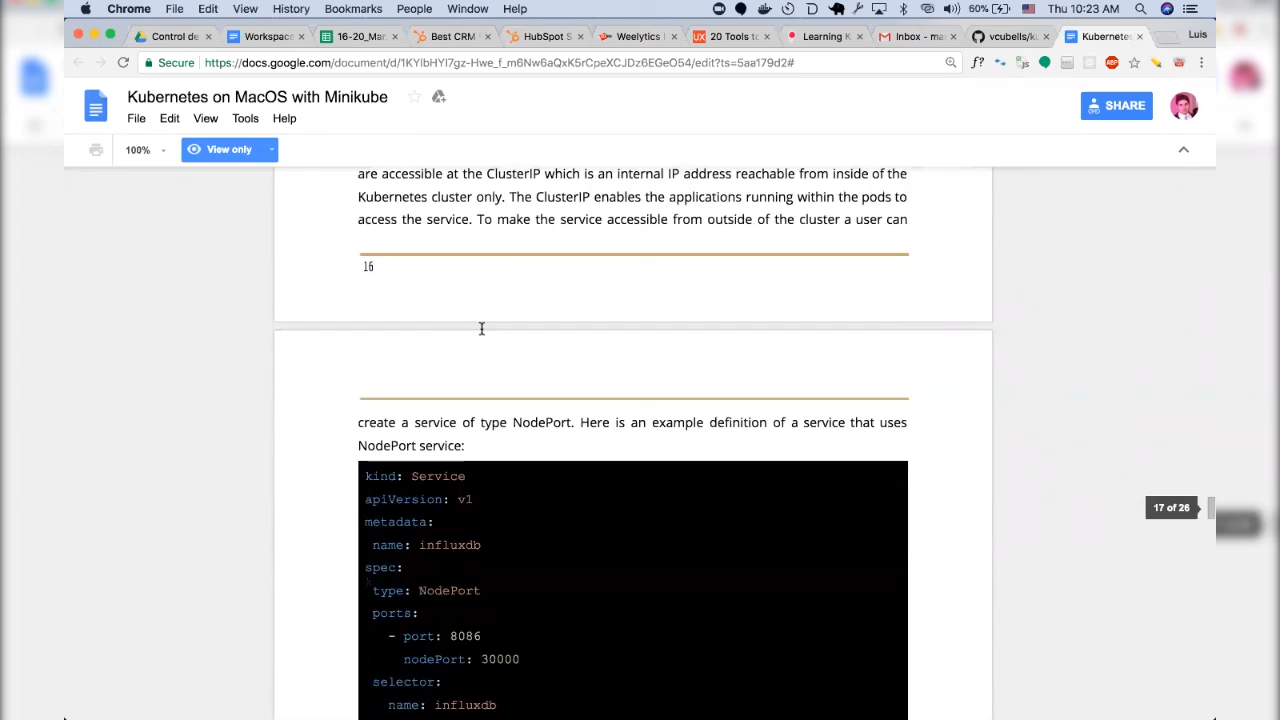 Chrome File Edit View History Bookmarks People Window Help 60% Thu 10:23 AM
Control de Workspace 16-20_Mar Best CRM HubSpot S Weelytics 20 Tools to Learning K Inbox - ma vcubells/k Kubernetes Luis
Secure https://docs.google.com/document/d/1KYlbHYl7gz-Hwe_f_m6Nw6aQxK5rCpeXCJDz6EGeO54/edit?ts=5aa179d2#
Kubernetes on MacOS with Minikube
File Edit View Tools Help
SHARE
100% View only
are accessible at the ClusterIP which is an internal IP address reachable from inside of the
Kubernetes cluster only. The ClusterIP enables the applications running within the pods to
access the service. To make the service accessible from outside of the cluster a user can
16
create a service of type NodePort. Here is an example definition of a service that uses
NodePort service:
kind: Service
apiVersion: v1
metadata:
name: influxdb
spec:
type: NodePort
ports:
- port: 8086
nodePort: 30000
selector:
name: influxdb
17 of 26